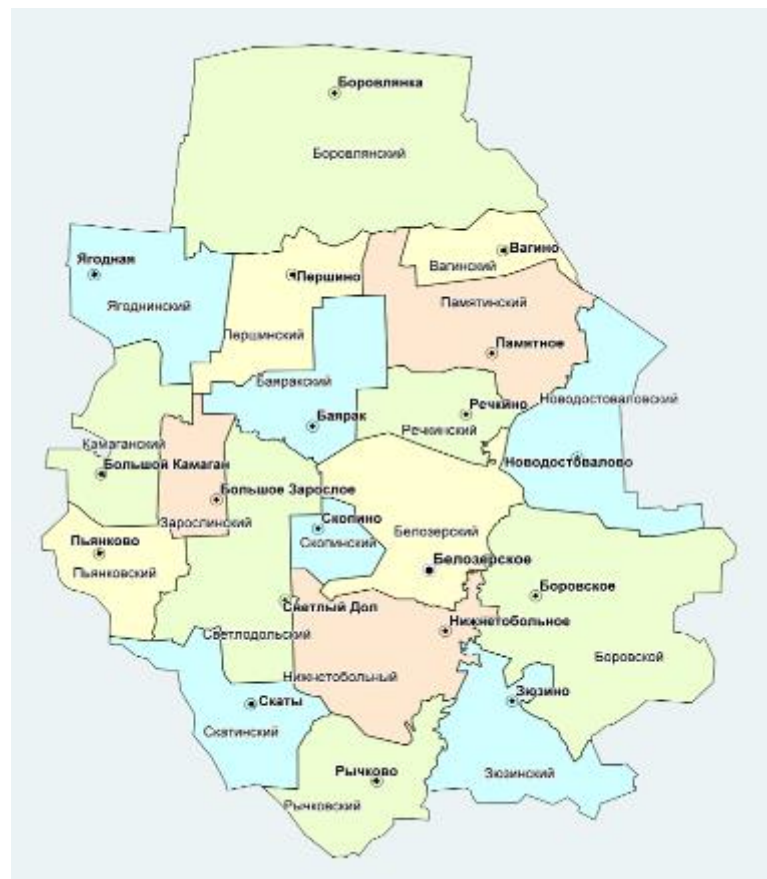 Боровлянка
Боровлянский
Вагино
Вагинский
Ягодная
Першино
Ягоднинский
Памятинский
Першинский
Памятное
Баяракский
Новодостоваловский
Речкино
Баярак
Речкинский
Камаганский
Большой Камаган
Новодостовалово
Большое Зарослое
Зарослинский
Скопино
Белозерский
Скопинский
Пьянково
Пьянковский
Белозерское
Боровское
Светлый Дол
Нижнетобольное
Светлодольский
Боровской
Нижнетобольный
Зюзино
Скаты
Скатинский
Рычково
Зюзинский
Рычковский